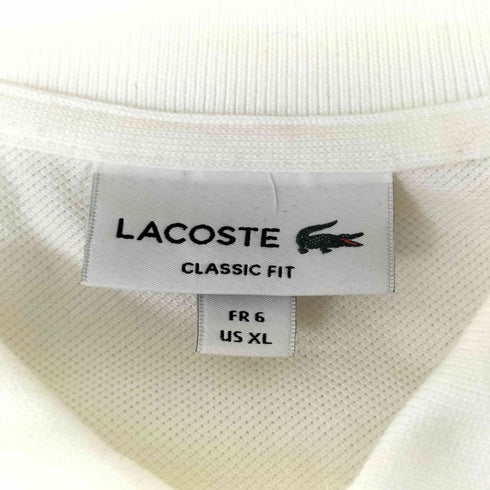 LACOSTE
CLASSIC FIT
FR 6
US XL